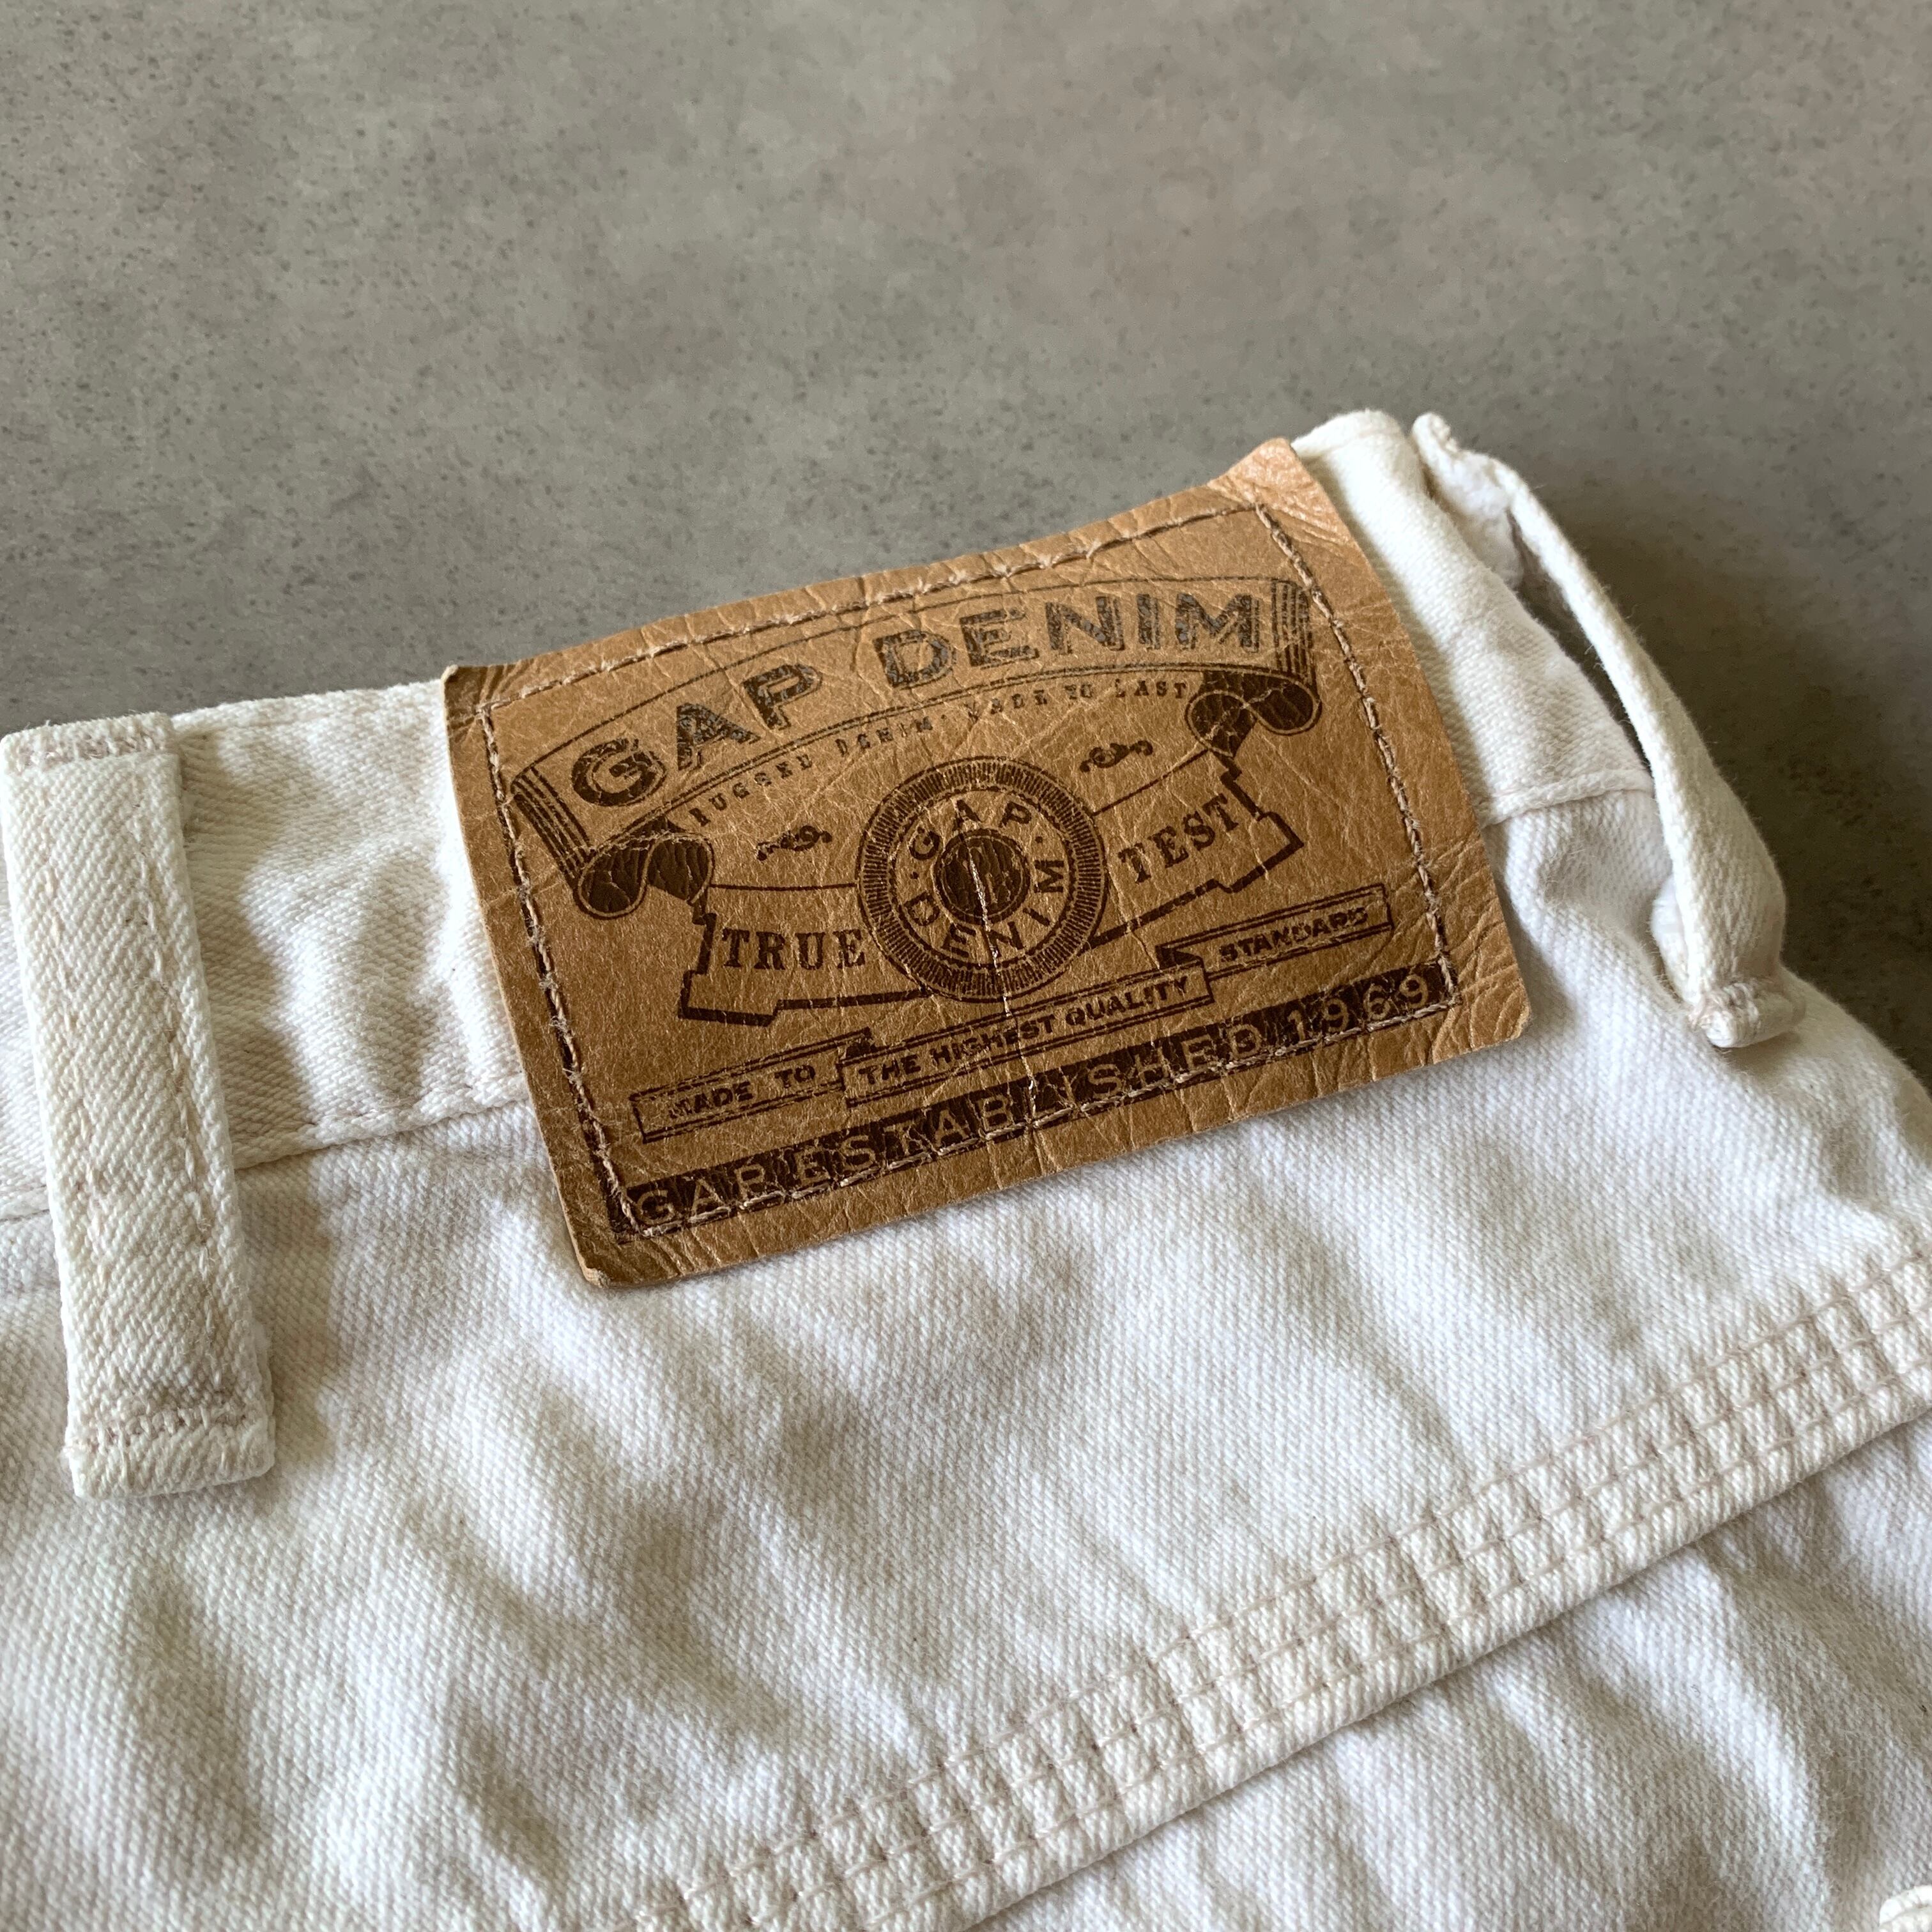 GAP DENIM
RUGGED DENIM· MADE TO LAST
·GAP·
DENIM
TRUE TEST
MADE TO THE HIGHEST QUALITY STANDARD
GAP ESTABLISHED 1969